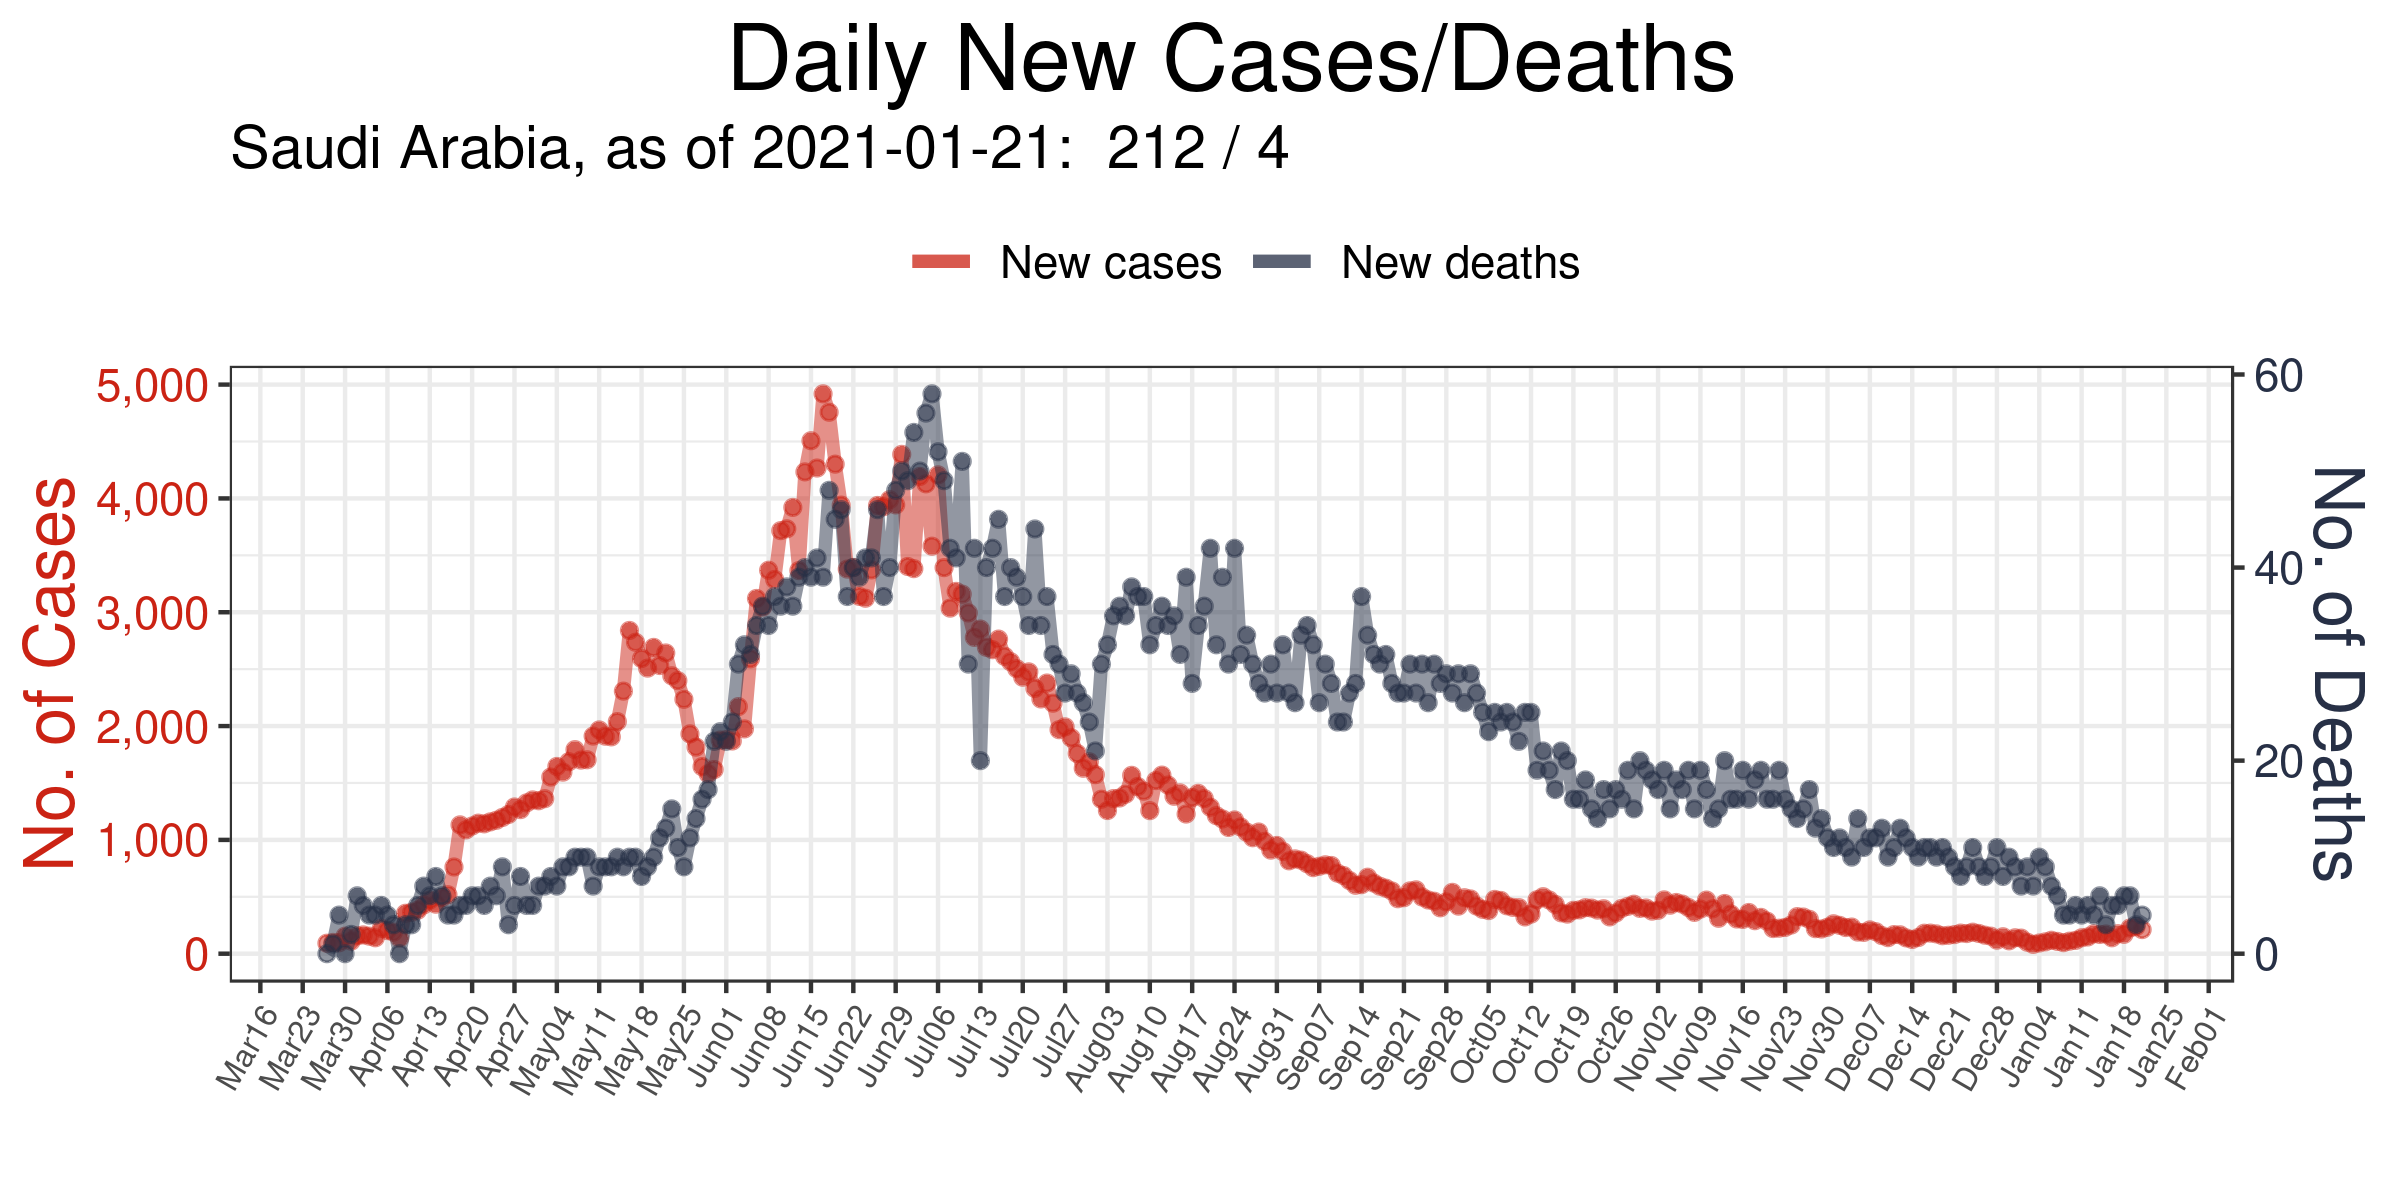 Daily New Cases/Deaths
Saudi Arabia, as of 2021-01-21: 212 / 4
New cases New deaths
No. of Cases
5,000
4,000
3,000
2,000
1,000
0
60
40
20
0
No. of Deaths
Mar16 Mar23 Mar30 Apr06 Apr13 Apr20 Apr27 May04 May11 May18 May25 Jun01 Jun08 Jun15 Jun22 Jun29 Jul06 Jul13 Jul20 Jul27 Aug03 Aug10 Aug17 Aug24 Aug31 Sep07 Sep14 Sep21 Sep28 Oct05 Oct12 Oct19 Oct26 Nov02 Nov09 Nov16 Nov23 Nov30 Dec07 Dec14 Dec21 Dec28 Jan04 Jan11 Jan18 Jan25 Feb01